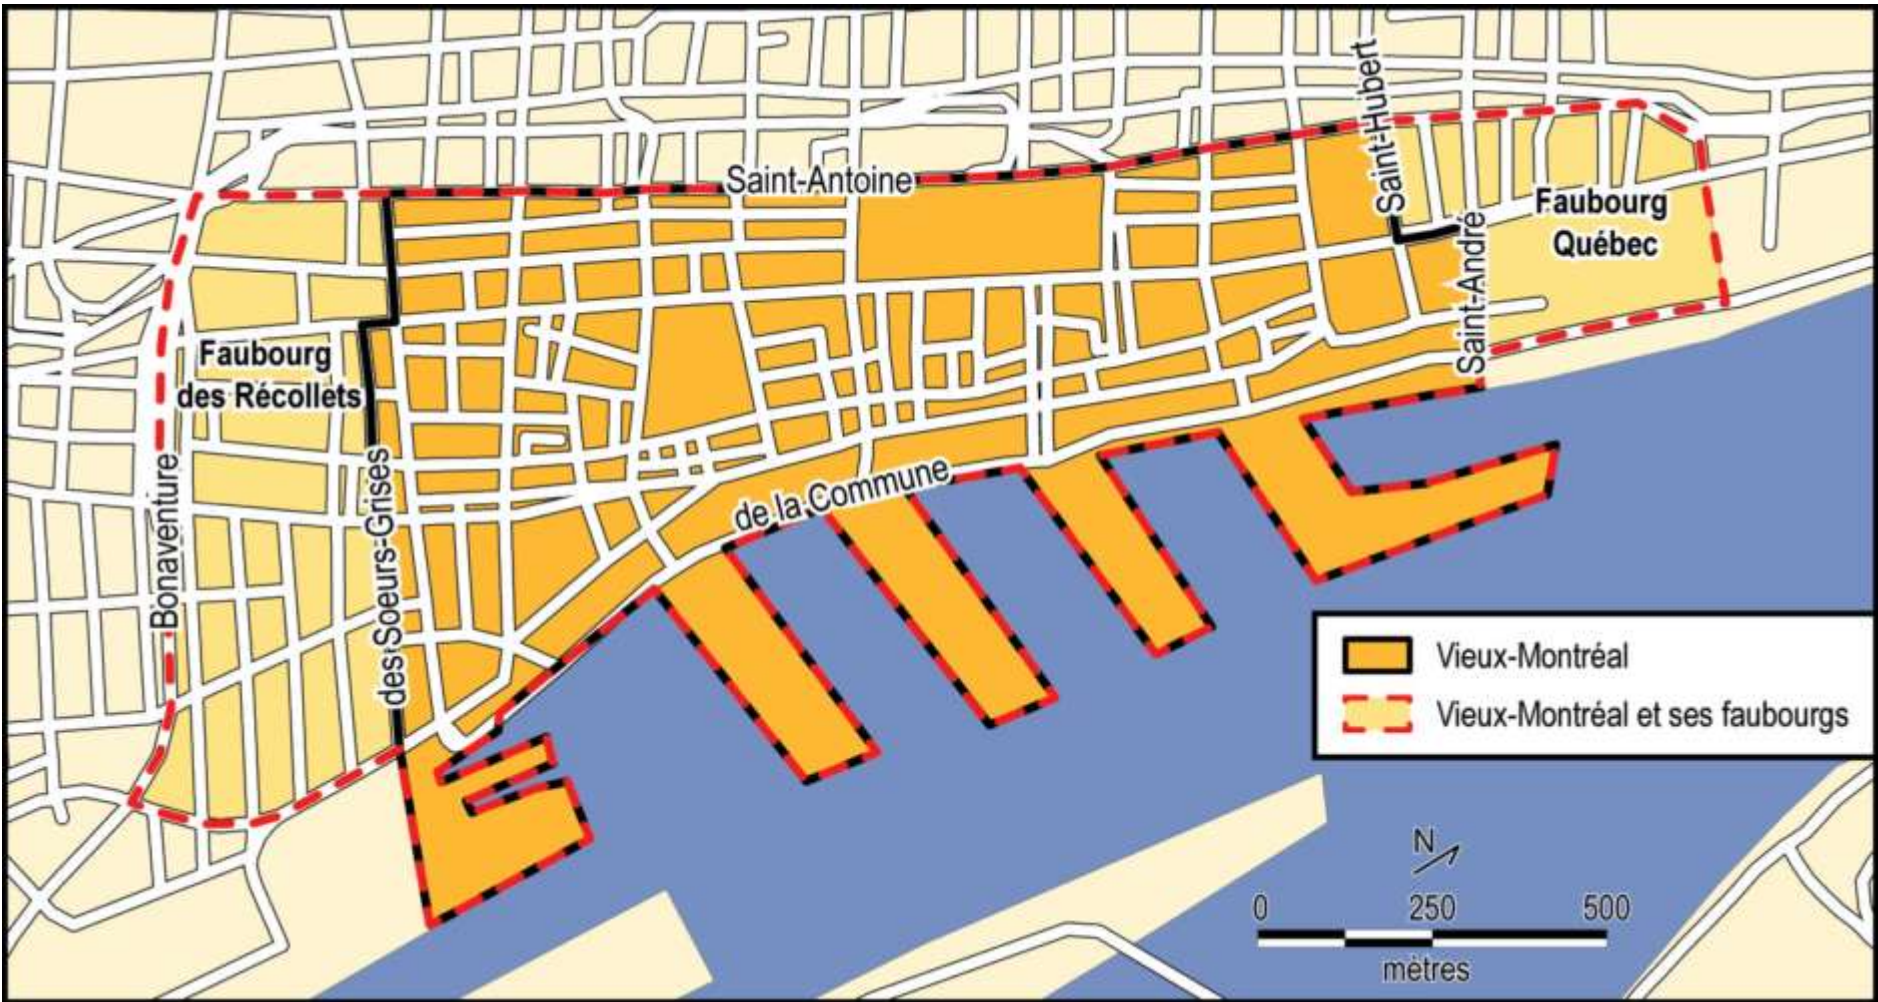 Saint-Hubert
Saint-Antoine
Faubourg
Québec
Saint-André
Faubourg
des Récollets
Bonaventure
des Soeurs-Grises
de la Commune
Vieux-Montréal
Vieux-Montréal et ses faubourgs
N
0 250 500
mètres